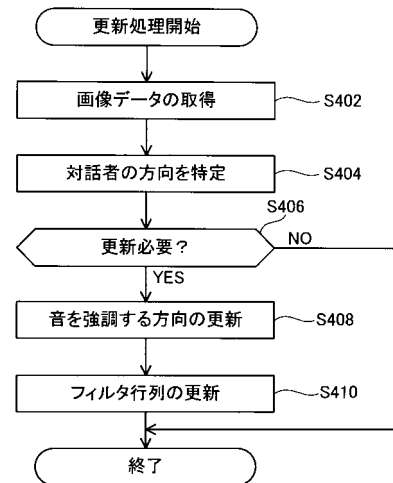 更新処理開始
画像データの取得
S402
対話者の方向を特定
S404
S406
更新必要？
NO
YES
音を強調する方向の更新
S408
フィルタ行列の更新
S410
終了